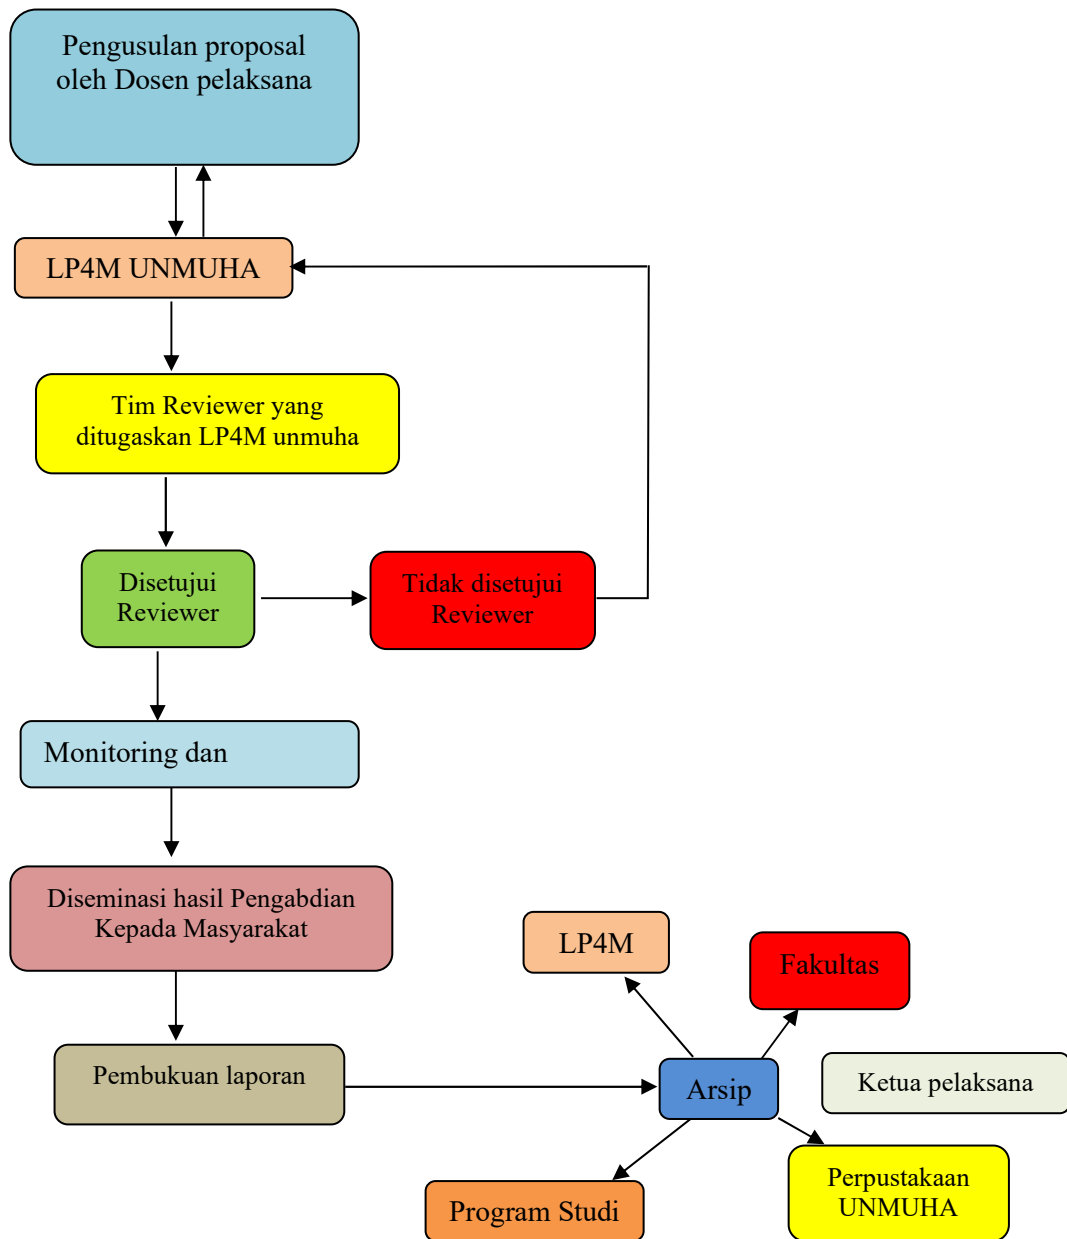 Pengusulan proposal
oleh Dosen pelaksana
LP4M UNMUHA
Tim Reviewer yang
ditugaskan LP4M unmuha
Disetujui
Reviewer
Tidak disetujui
Reviewer
Monitoring dan
Diseminasi hasil Pengabdian
Kepada Masyarakat
LP4M
Fakultas
Pembukuan laporan
Arsip
Ketua pelaksana
Program Studi
Perpustakaan
UNMUHA